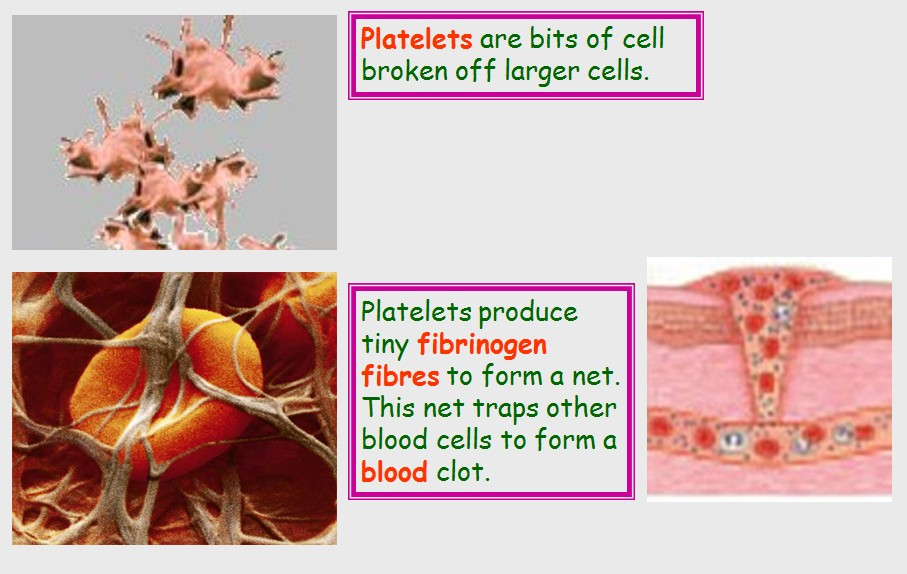 Platelets are bits of cell
broken off larger cells.
Platelets produce
tiny fibrinogen
fibres to form a net.
This net traps other
blood cells to form a
blood clot.